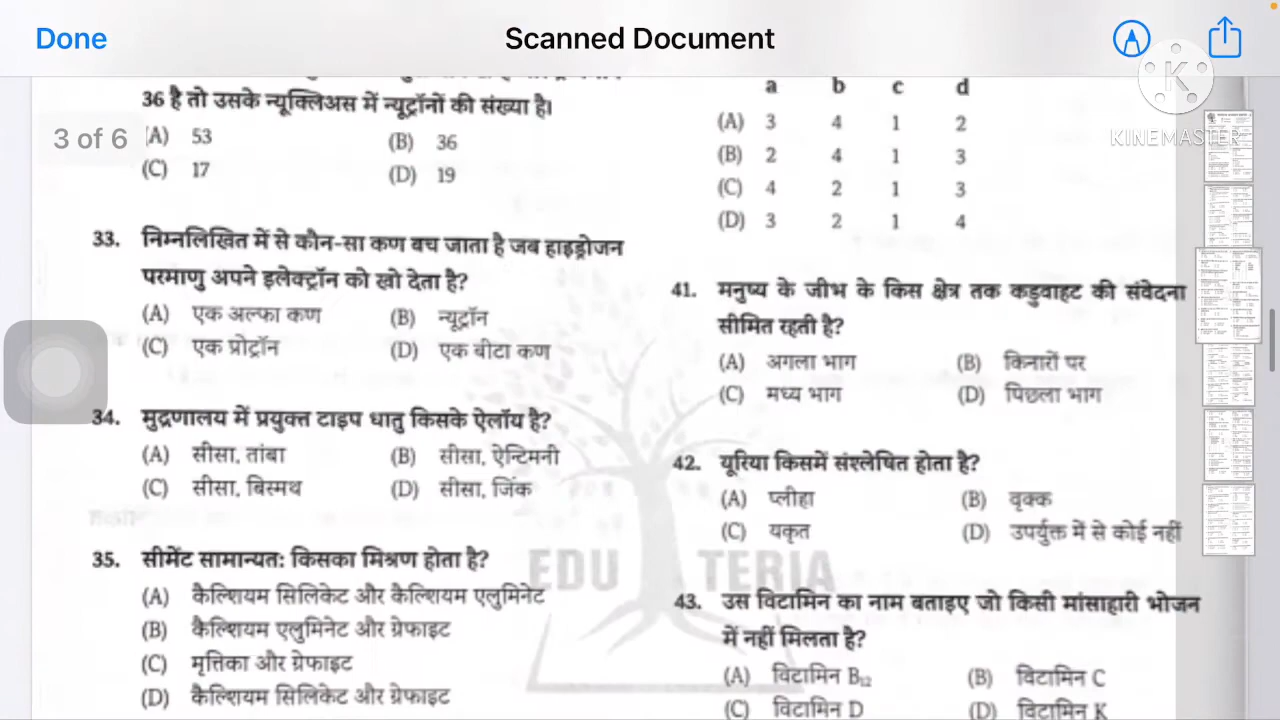 Done
Scanned Document
KINEMASTER
3 of 6
36 है तो उसके न्यूक्लिअस में न्यूट्रॉनों की संख्या है।
(A) 53
(B) 36
(C) 17
(D) 19
33. निम्नलिखित में से कौन-सा कण बच जाता है जब हाइड्रोजन
परमाणु अपने इलेक्ट्रॉन को खो देता है?
(A) एक अल्फा कण
(B) न्यूट्रॉन
(C) एक प्रोट्रॉन
(D) एक बीटा कण
34. मुद्रणालय में प्रयुक्त टाइप धातु किसके ऐलाय है?
(A) सीसा, तांबा
(B) सीसा, ऐन्टिमनी
(C) सीसा, बिस्मथ
(D) सीसा, जिंक
35. सीमेंट सामान्यत: किसका मिश्रण होता है?
(A) कैल्शियम सिलिकेट और कैल्शियम एलुमिनेट
(B) कैल्शियम एलुमिनेट और ग्रेफाइट
(C) मृत्तिका और ग्रेफाइट
(D) कैल्शियम सिलिकेट और ग्रेफाइट
a b c d
(A) 3 4 1 2
(B) 2 4 1 3
(C) 4 2 1 3
(D) 3 2 1 4
41. मनुष्य के जीभ के किस क्षेत्र तक कड़ुवाहट की संवेदना
सीमित रहती है?
(A) अगला भाग
(B) किनारों पर
(C) मध्य भाग
(D) पिछला भाग
42. यूरिया किसमें संश्लेषित होता है?
(A) प्लीहा
(B) वृक्क
(C)
(D) उपर्युक्त में से कोई नहीं
43. उस विटामिन का नाम बताइए जो किसी मांसाहारी भोजन
में नहीं मिलता है?
(A) विटामिन B₁₂
(B) विटामिन C
(C) विटामिन D
(D) विटामिन K
EDU TERIA